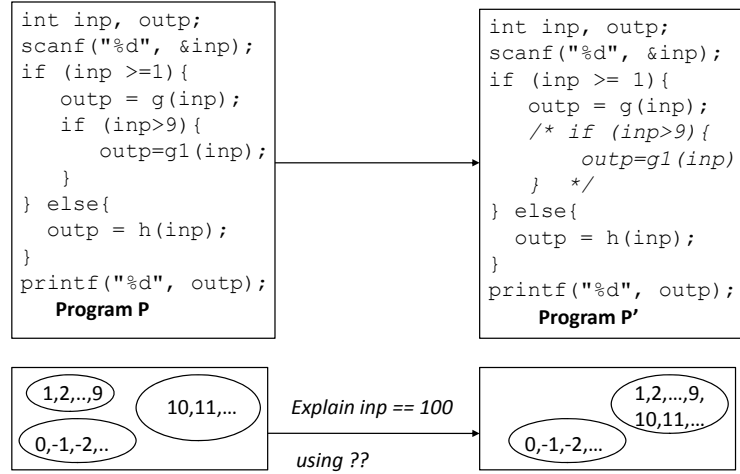 int inp, outp;
scanf("%d", &inp);
if (inp >=1){
outp = g(inp);
if (inp>9){
outp=g1(inp);
}
} else{
outp = h(inp);
}
printf("%d", outp);
Program P
int inp, outp;
scanf("%d", &inp);
if (inp >= 1){
outp = g(inp);
/* if (inp>9){
outp=g1(inp)
} */
} else{
outp = h(inp);
}
printf("%d", outp);
Program P’
1,2,..,9
10,11,…
0,-1,-2,..
Explain inp == 100
using ??
1,2,…,9,
10,11,…
0,-1,-2,…